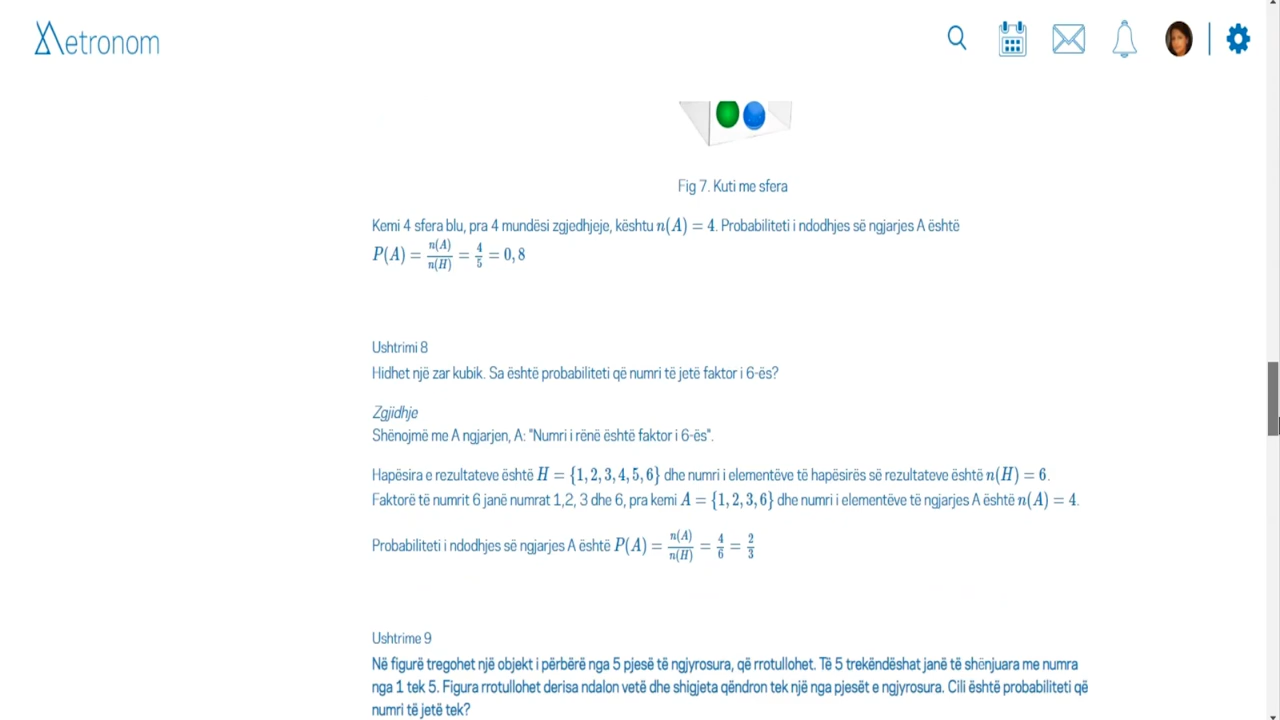 Metronom
Fig 7. Kuti me sfera
Kemi 4 sfera blu, pra 4 mundësi zgjedhjeje, kështu n(A) = 4. Probabiliteti i ndodhjes së ngjarjes A është
P(A) = n(A)/n(H) = 4/5 = 0, 8
Ushtrimi 8
Hidhet një zar kubik. Sa është probabiliteti që numri të jetë faktor i 6-ës?
Zgjidhje
Shënojmë me A ngjarjen, A: "Numri i rënë është faktor i 6-ës".
Hapësira e rezultateve është H = {1, 2, 3, 4, 5, 6} dhe numri i elementëve të hapësirës së rezultateve është n(H) = 6.
Faktorë të numrit 6 janë numrat 1,2, 3 dhe 6, pra kemi A = {1, 2, 3, 6} dhe numri i elementëve të ngjarjes A është n(A) = 4.
Probabiliteti i ndodhjes së ngjarjes A është P(A) = n(A)/n(H) = 4/6 = 2/3
Ushtrime 9
Në figurë tregohet një objekt i përbërë nga 5 pjesë të ngjyrosura, që rrotullohet. Të 5 trekëndëshat janë të shënjuara me numra
nga 1 tek 5. Figura rrotullohet derisa ndalon vetë dhe shigjeta qëndron tek një nga pjesët e ngjyrosura. Cili është probabiliteti që
numri të jetë tek?